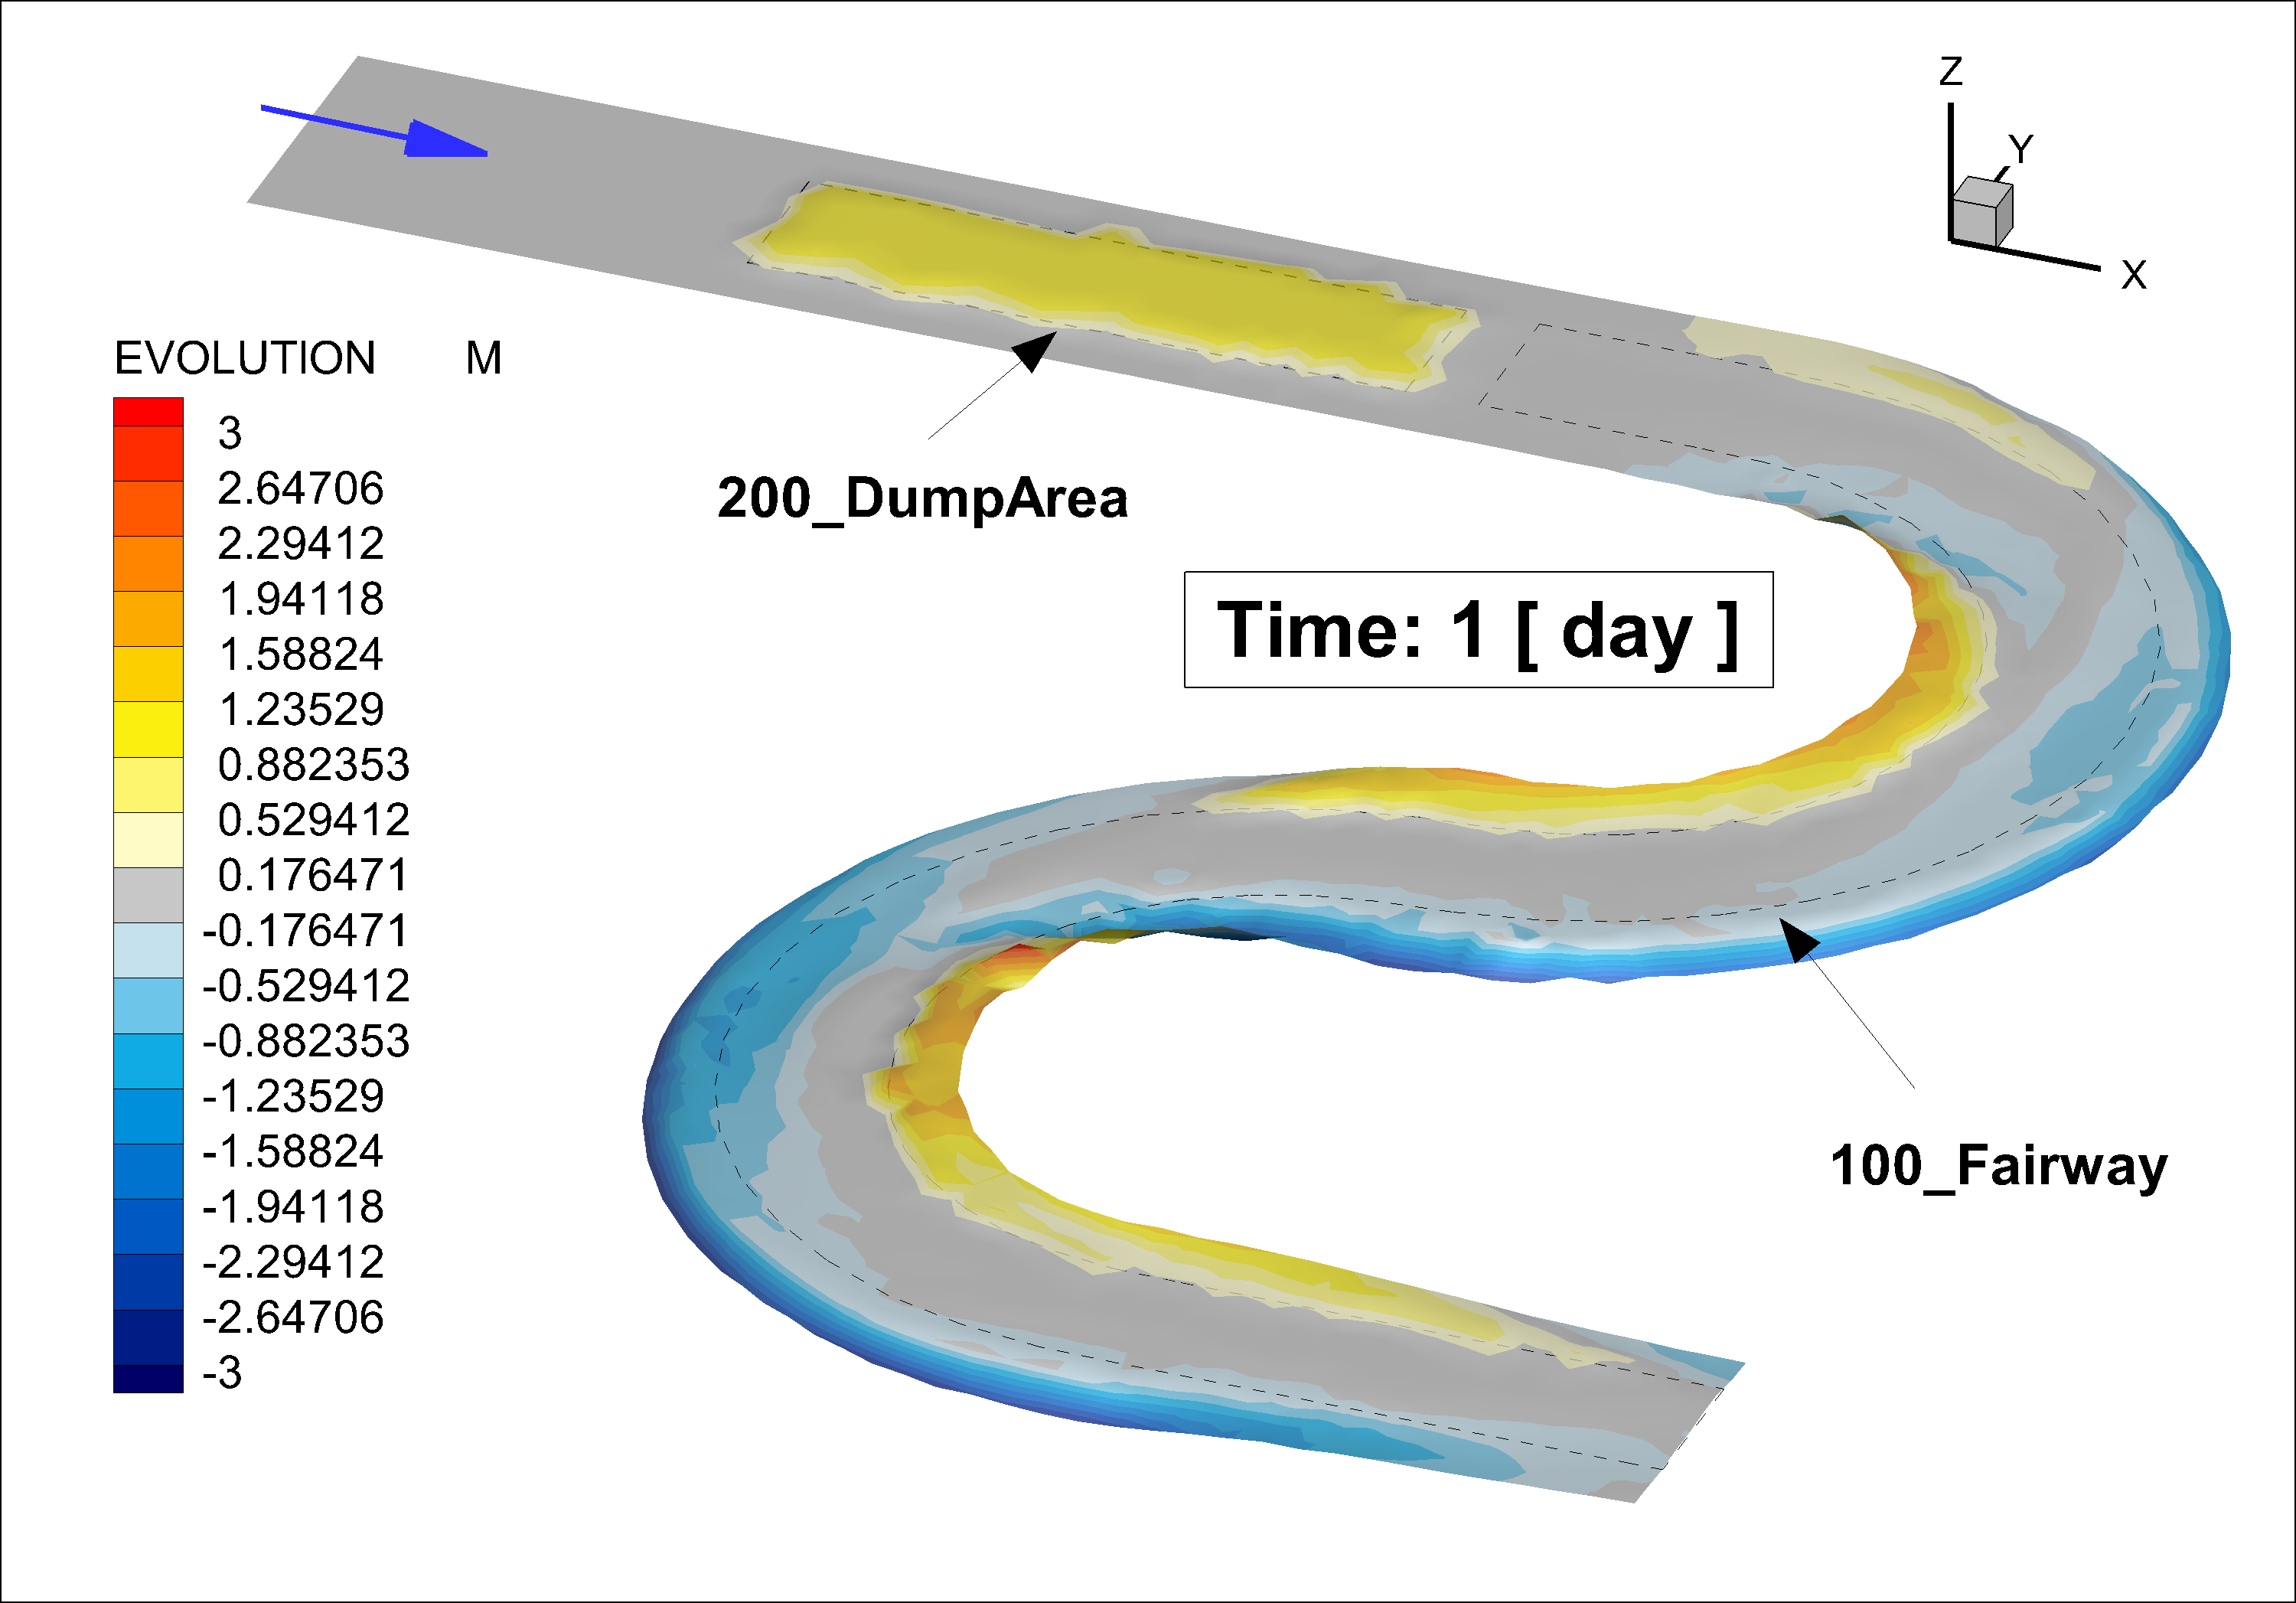 Z
Y
X
EVOLUTION M
3
2.64706
2.29412
1.94118
1.58824
1.23529
0.882353
0.529412
0.176471
-0.176471
-0.529412
-0.882353
-1.23529
-1.58824
-1.94118
-2.29412
-2.64706
-3
200_DumpArea
Time: 1 [ day ]
100_Fairway